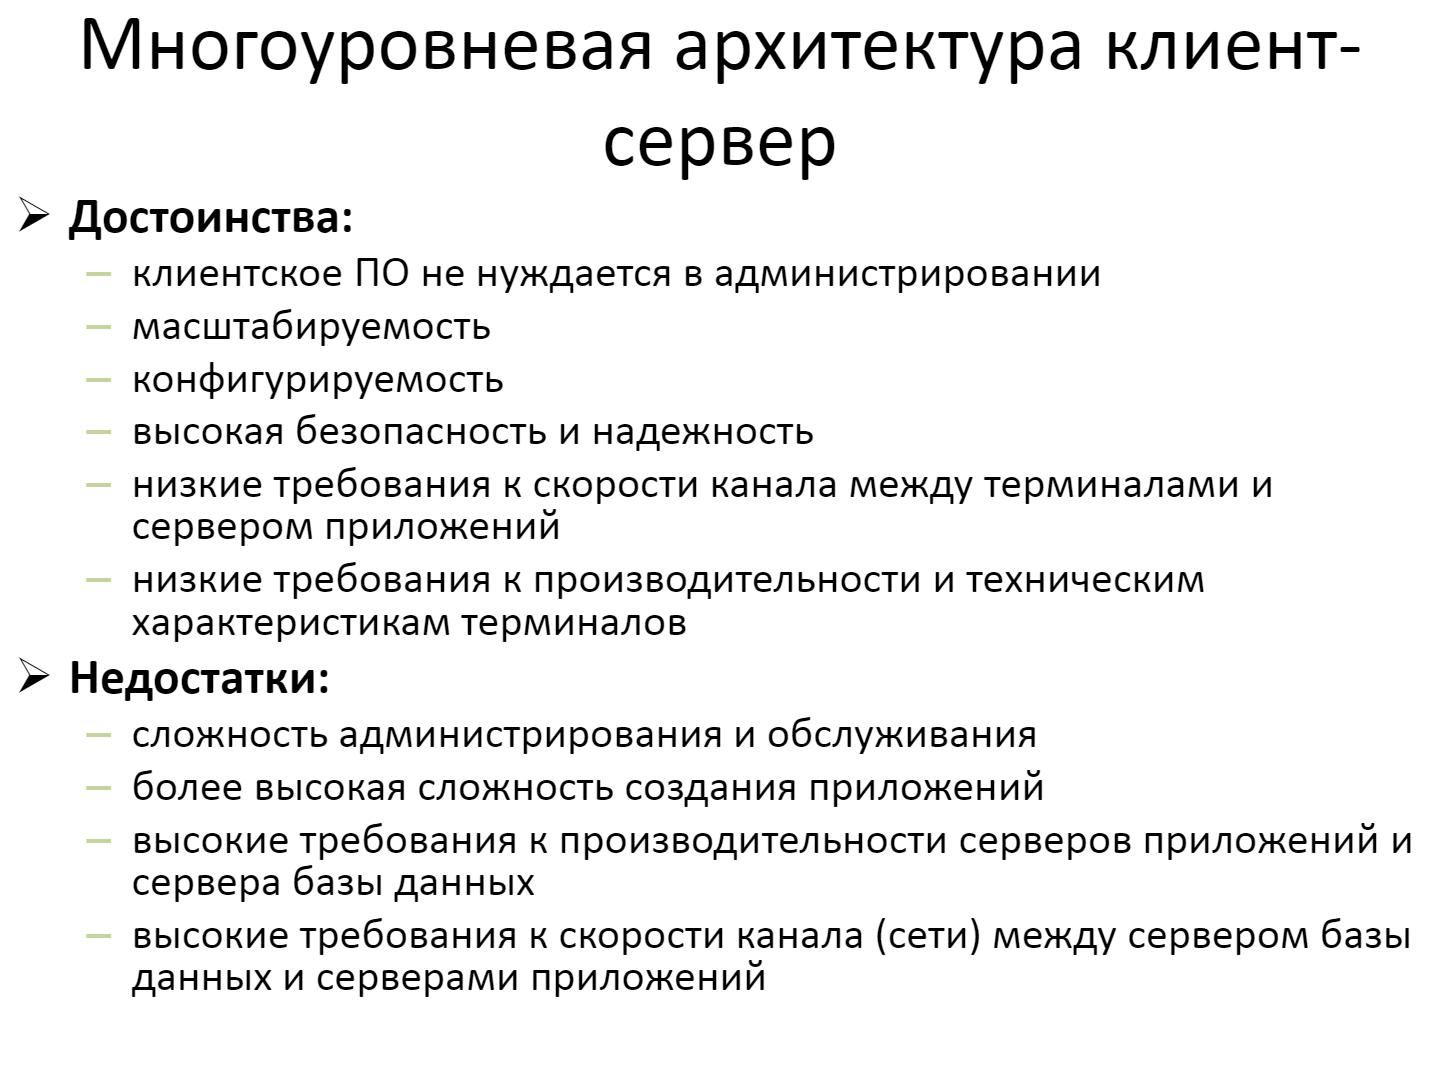 Многоуровневая архитектура клиент-
сервер
Достоинства:
– клиентское ПО не нуждается в администрировании
– масштабируемость
– конфигурируемость
– высокая безопасность и надежность
– низкие требования к скорости канала между терминалами и
сервером приложений
– низкие требования к производительности и техническим
характеристикам терминалов
Недостатки:
– сложность администрирования и обслуживания
– более высокая сложность создания приложений
– высокие требования к производительности серверов приложений и
сервера базы данных
– высокие требования к скорости канала (сети) между сервером базы
данных и серверами приложений